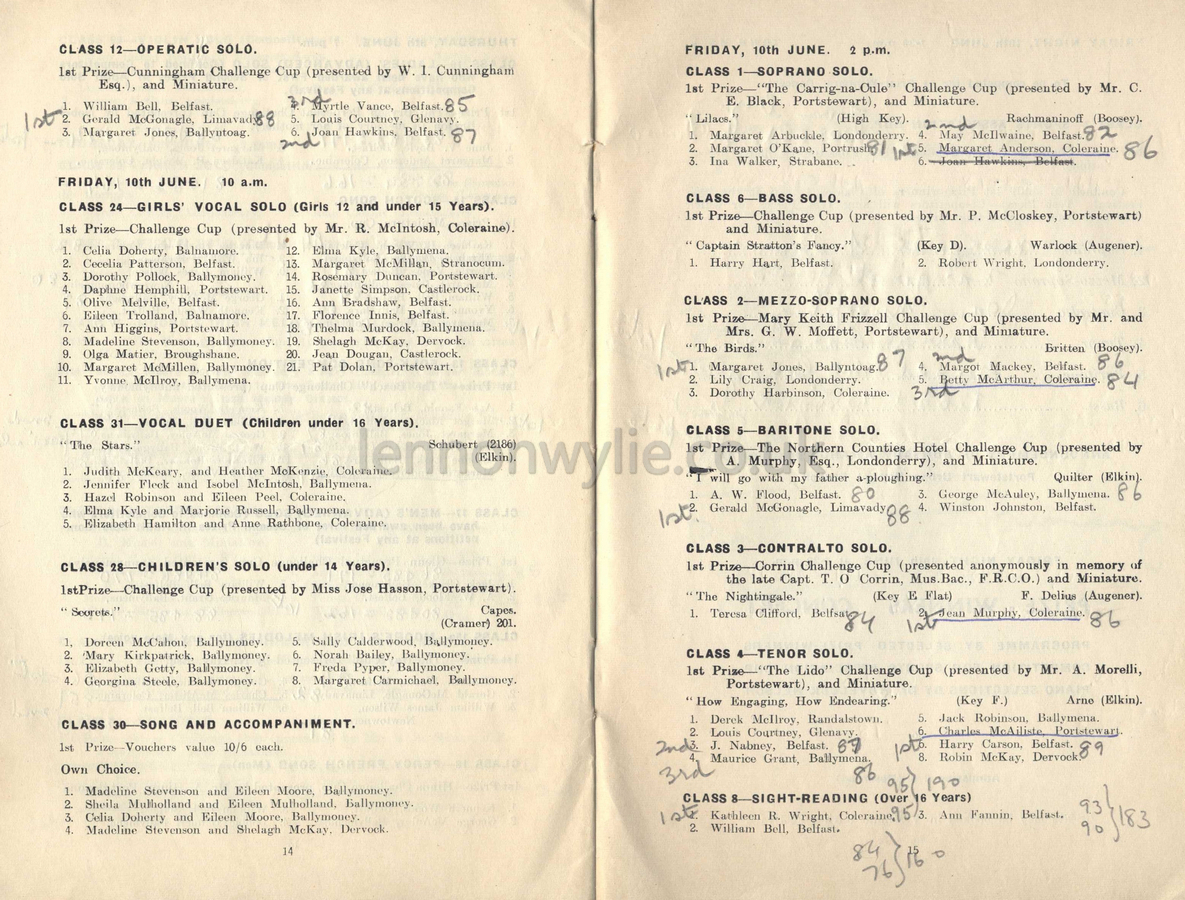 CLASS 12—OPERATIC SOLO.
1st Prize—Cunningham Challenge Cup (presented by W. I. Cunningham
Esq.), and Miniature.
1. William Bell, Belfast.
1st 2. Gerald McGonagle, Limavady 88
3. Margaret Jones, Ballyntoag.
3rd 4. Myrtle Vance, Belfast. 85
5. Louis Courtney, Glenavy.
6. Joan Hawkins, Belfast. 87
2nd
FRIDAY, 10th JUNE. 10 a.m.
CLASS 24—GIRLS' VOCAL SOLO (Girls 12 and under 15 Years).
1st Prize—Challenge Cup (presented by Mr. R. McIntosh, Coleraine).
1. Celia Doherty, Balnamore.
2. Cecelia Patterson, Belfast.
3. Dorothy Pollock, Ballymoney.
4. Daphne Hemphill, Portstewart.
5. Olive Melville, Belfast.
6. Eileen Trolland, Balnamore.
7. Ann Higgins, Portstewart.
8. Madeline Stevenson, Ballymoney.
9. Olga Matier, Broughshane.
10. Margaret McMillen, Ballymoney.
11. Yvonne McIlroy, Ballymena.
12. Elma Kyle, Ballymena.
13. Margaret McMillan, Stranocum.
14. Rosemary Duncan, Portstewart.
15. Janette Simpson, Castlerock.
16. Ann Bradshaw, Belfast.
17. Florence Innis, Belfast.
18. Thelma Murdock, Ballymena.
19. Shelagh McKay, Dervock.
20. Jean Dougan, Castlerock.
21. Pat Dolan, Portstewart.
CLASS 31—VOCAL DUET (Children under 16 Years).
"The Stars." Schubert (2186)
(Elkin).
1. Judith McKeary, and Heather McKenzie, Coleraine.
2. Jennifer Fleck and Isobel McIntosh, Ballymena.
3. Hazel Robinson and Eileen Peel, Coleraine.
4. Elma Kyle and Marjorie Russell, Ballymena.
5. Elizabeth Hamilton and Anne Rathbone, Coleraine.
CLASS 28—CHILDREN'S SOLO (under 14 Years).
1stPrize—Challenge Cup (presented by Miss Jose Hasson, Portstewart).
"Secrets." Capes.
(Cramer) 201.
1. Doreen McCahon, Ballymoney.
2. Mary Kirkpatrick, Ballymoney.
3. Elizabeth Getty, Ballymoney.
4. Georgina Steele, Ballymoney.
5. Sally Calderwood, Ballymoney.
6. Norah Bailey, Ballymoney.
7. Freda Pyper, Ballymoney.
8. Margaret Carmichael, Ballymoney.
CLASS 30—SONG AND ACCOMPANIMENT.
1st Prize—Vouchers value 10/6 each.
Own Choice.
1. Madeline Stevenson and Eileen Moore, Ballymoney.
2. Sheila Mulholland and Eileen Mulholland, Ballymoney.
3. Celia Doherty and Eileen Moore, Ballymoney.
4. Madeline Stevenson and Shelagh McKay, Dervock.
14
FRIDAY, 10th JUNE. 2 p.m.
CLASS 1—SOPRANO SOLO.
1st Prize—"The Carrig-na-Cule" Challenge Cup (presented by Mr. C.
E. Black, Portstewart), and Miniature.
"Lilacs." (High Key). Rachmaninoff (Boosey).
1. Margaret Arbuckle, Londonderry.
2. Margaret O'Kane, Portrush 81
3. Ina Walker, Strabane.
2nd
4. May McIlwaine, Belfast. 82
1st 5. Margaret Anderson, Coleraine. 86
6. Joan Hawkins, Belfast.
CLASS 6—BASS SOLO.
1st Prize—Challenge Cup (presented by Mr. P. McCloskey, Portstewart)
and Miniature.
"Captain Stratton's Fancy." (Key D). Warlock (Augener).
1. Harry Hart, Belfast. 2. Robert Wright, Londonderry.
CLASS 2—MEZZO-SOPRANO SOLO.
1st Prize—Mary Keith Frizzell Challenge Cup (presented by Mr. and
Mrs. G. W. Moffett, Portstewart), and Miniature.
"The Birds." Britten (Boosey).
1st 1. Margaret Jones, Ballyntoag. 87
2. Lily Craig, Londonderry.
3. Dorothy Harbinson, Coleraine.
2nd
4. Margot Mackey, Belfast. 86
5. Betty McArthur, Coleraine. 84
3rd
CLASS 5—BARITONE SOLO.
1st Prize—The Northern Counties Hotel Challenge Cup (presented by
A. Murphy, Esq., Londonderry), and Miniature.
"I will go with my father a-ploughing." Quilter (Elkin).
1. A. W. Flood, Belfast. 80
1st 2. Gerald McGonagle, Limavady 88
3. George McAuley, Ballymena. 86
4. Winston Johnston, Belfast.
CLASS 3—CONTRALTO SOLO.
1st Prize—Corrin Challenge Cup (presented anonymously in memory of
the late Capt. T. O Corrin, Mus.Bac., F.R.C.O.) and Miniature.
"The Nightingale." (Key E Flat) F. Delius (Augener).
1. Teresa Clifford, Belfast 84
1st 2. Jean Murphy, Coleraine. 86
CLASS 4—TENOR SOLO.
1st Prize—"The Lido" Challenge Cup (presented by Mr. A. Morelli,
Portstewart), and Miniature.
"How Engaging, How Endearing." (Key F.) Arne (Elkin).
1. Derek McIlroy, Randalstown.
2. Louis Courtney, Glenavy.
2nd 3. J. Nabney, Belfast. 87
4. Maurice Grant, Ballymena.
3rd 86
5. Jack Robinson, Ballymena.
6. Charles McAiliste, Portstewart.
1st 6. Harry Carson, Belfast. 89
8. Robin McKay, Dervock.
CLASS 8—SIGHT-READING (Over 16 Years)
95 } 190
1st 1. Kathleen R. Wright, Coleraine. 95
2. William Bell, Belfast.
3. Ann Fannin, Belfast.
93
90 } 183
84
76 } 160
15
lennonwylie.co.uk